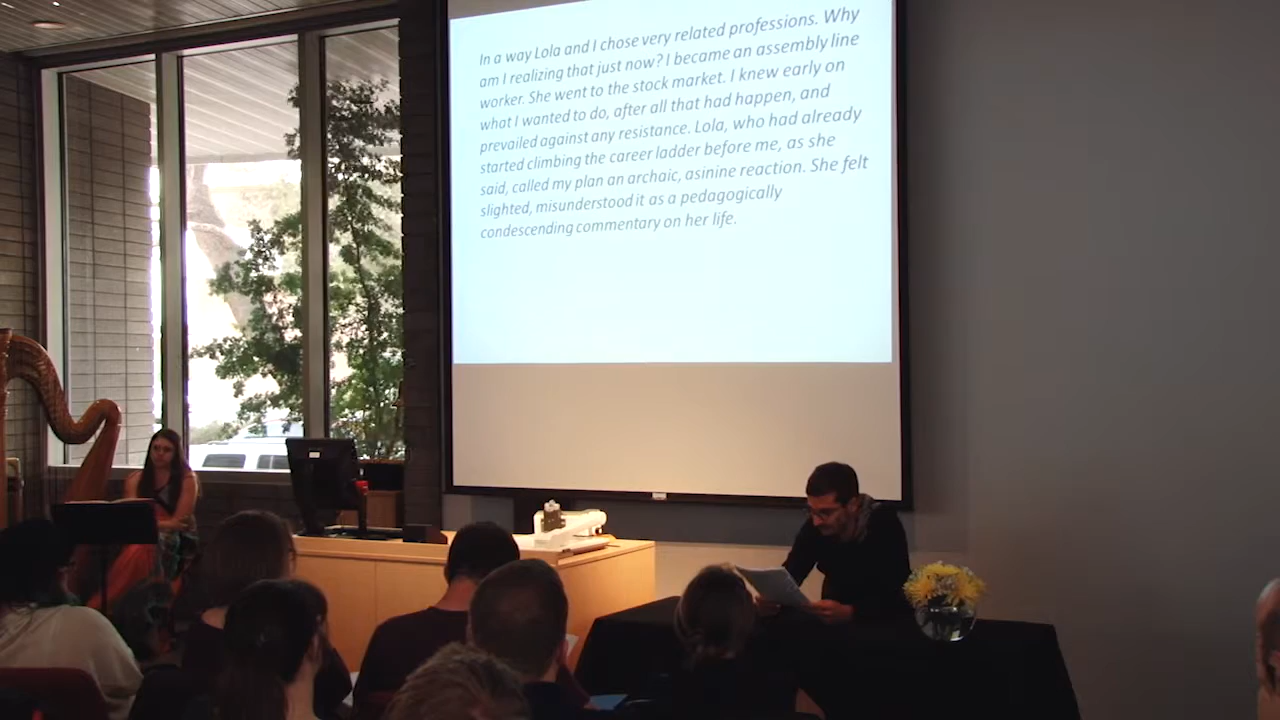 In a way Lola and I chose very related professions. Why
am I realizing that just now? I became an assembly line
worker. She went to the stock market. I knew early on
what I wanted to do, after all that had happen, and
prevailed against any resistance. Lola, who had already
started climbing the career ladder before me, as she
said, called my plan an archaic, asinine reaction. She felt
slighted, misunderstood it as a pedagogically
condescending commentary on her life.